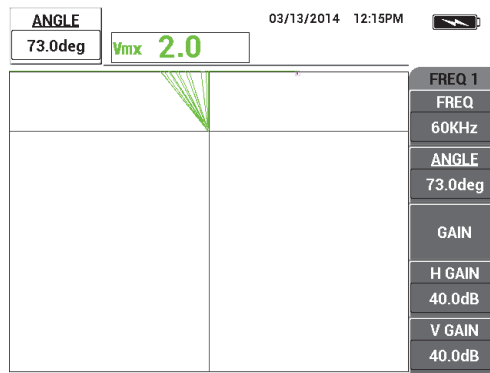 ANGLE
73.0deg
Vmx 2.0
03/13/2014 12:15PM
FREQ 1
FREQ
60KHz
ANGLE
73.0deg
GAIN
H GAIN
40.0dB
V GAIN
40.0dB